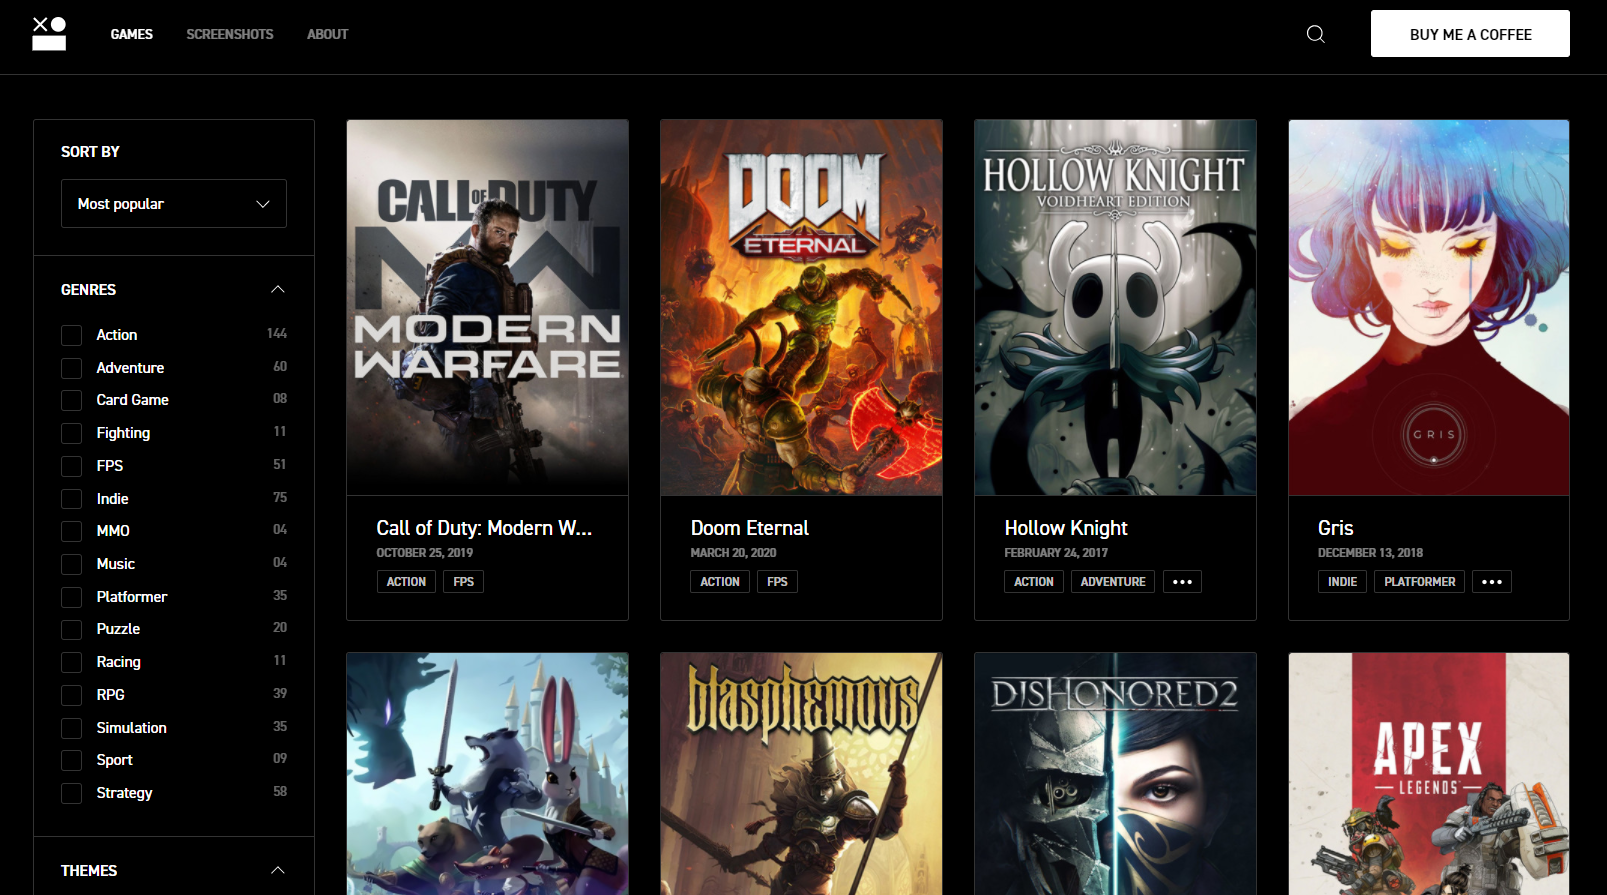 GAMES SCREENSHOTS ABOUT
BUY ME A COFFEE
SORT BY
Most popular
GENRES
Action 144
Adventure 60
Card Game 08
Fighting 11
FPS 51
Indie 75
MMO 04
Music 04
Platformer 35
Puzzle 20
Racing 11
RPG 39
Simulation 35
Sport 09
Strategy 58
THEMES
CALL OF DUTY
MW
MODERN
WARFARE
Call of Duty: Modern W...
OCTOBER 25, 2019
ACTION FPS
DOOM
ETERNAL
Doom Eternal
MARCH 20, 2020
ACTION FPS
HOLLOW KNIGHT
VOIDHEART EDITION
Hollow Knight
FEBRUARY 24, 2017
ACTION ADVENTURE •••
GRIS
Gris
DECEMBER 13, 2018
INDIE PLATFORMER •••
blasphemous
DISHONORED2
APEX
LEGENDS